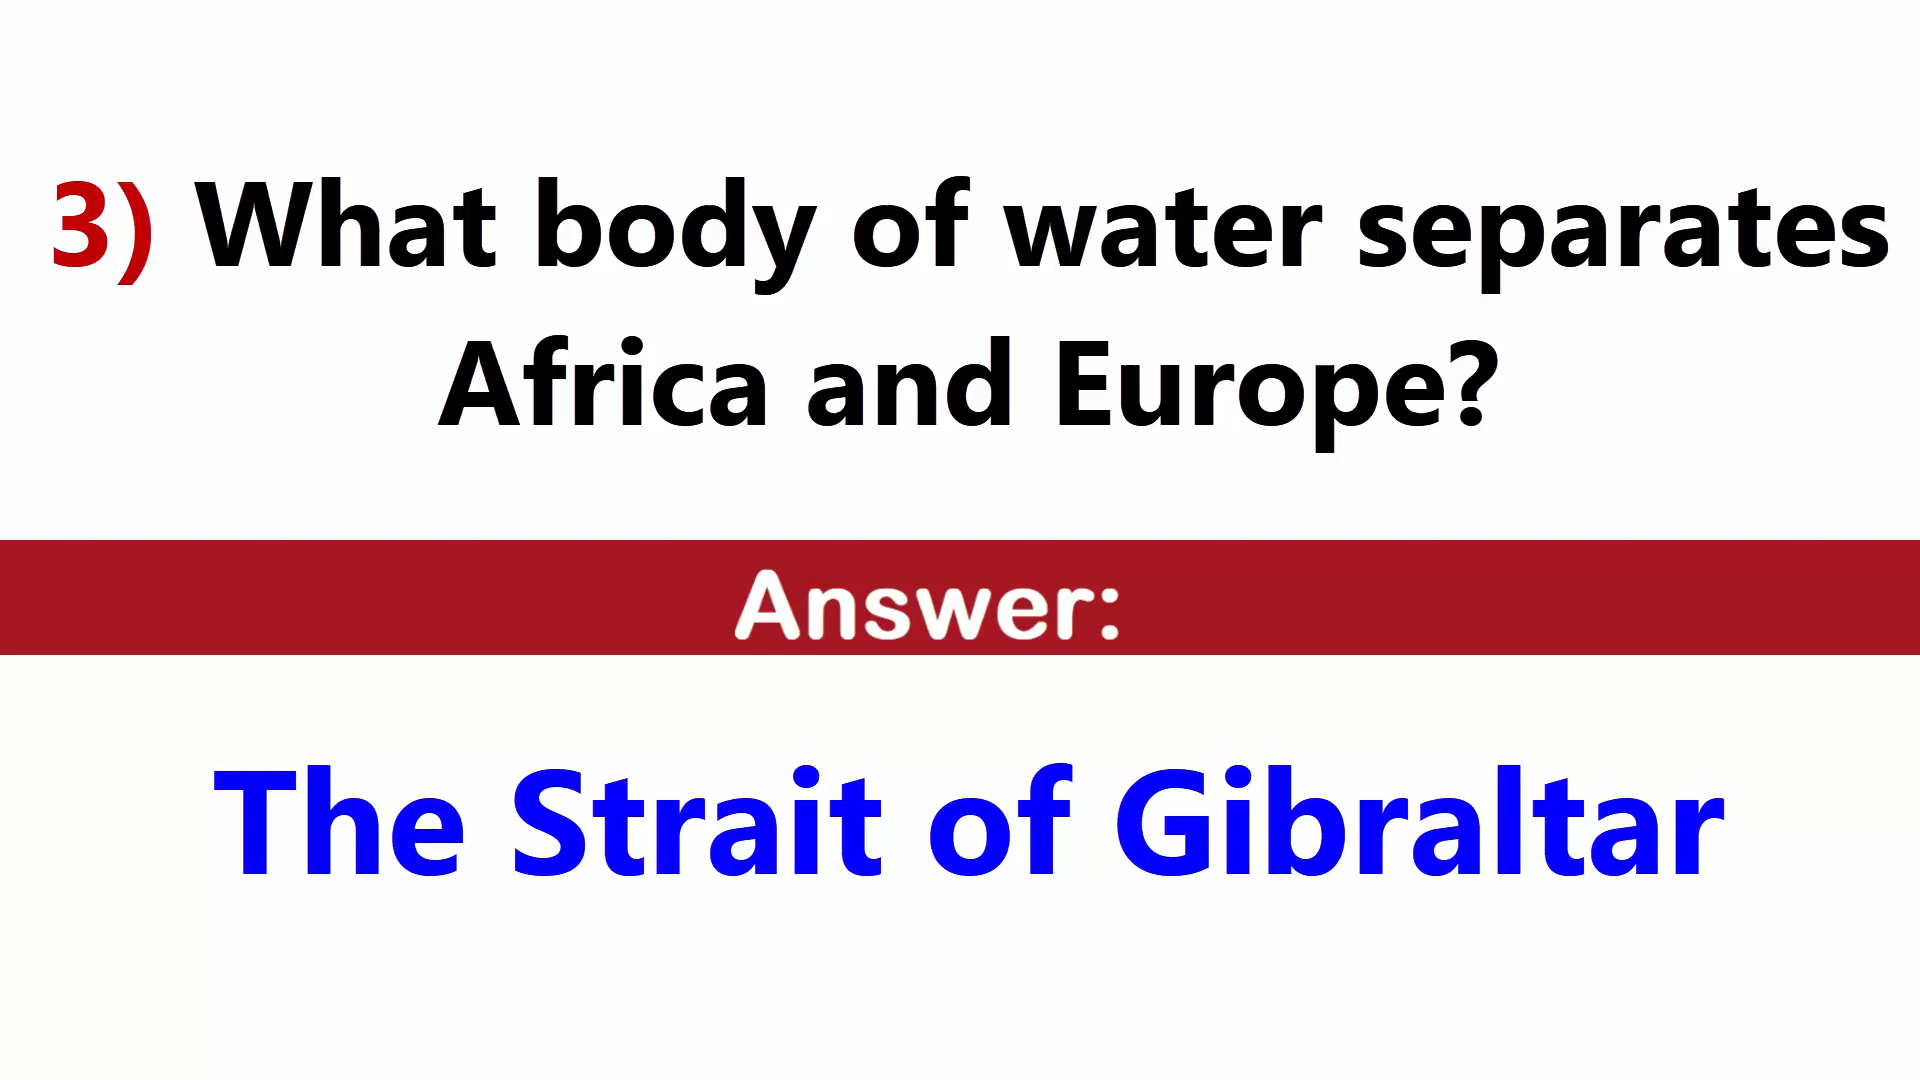 3) What body of water separates
Africa and Europe?
Answer:
The Strait of Gibraltar